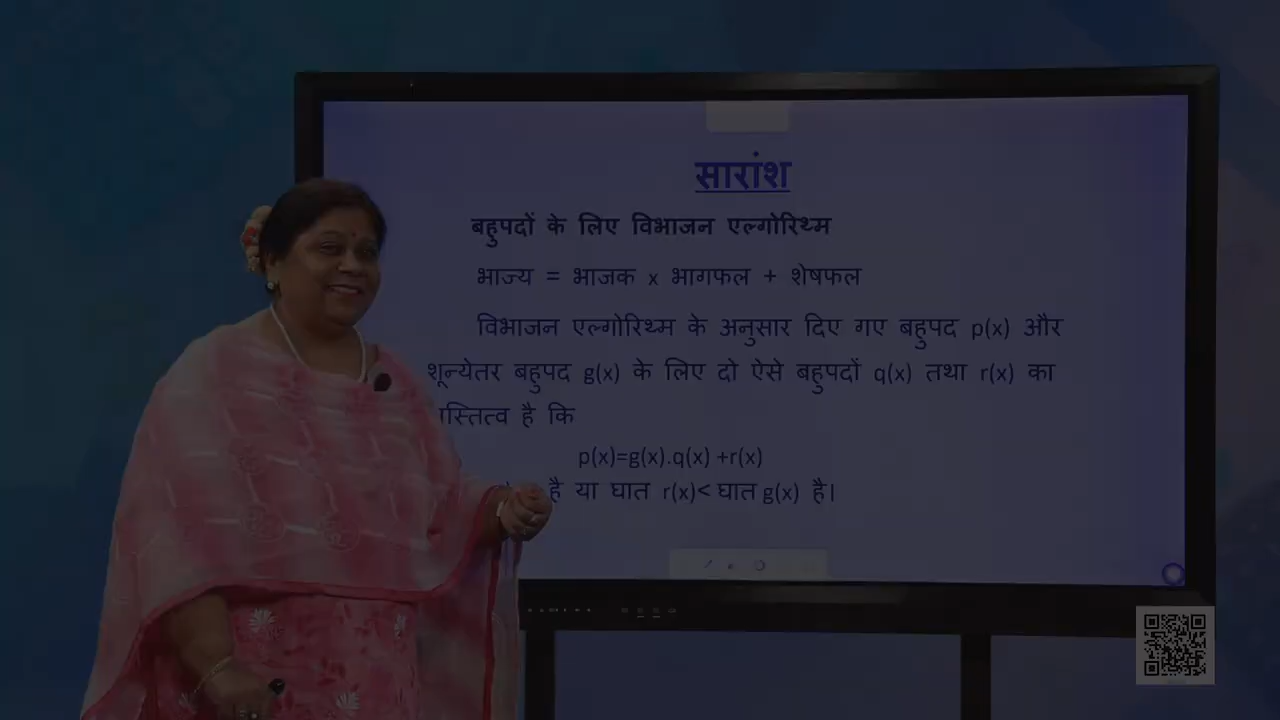 सारांश
बहुपदों के लिए विभाजन एल्गोरिथ्म
भाज्य = भाजक x भागफल + शेषफल
विभाजन एल्गोरिथ्म के अनुसार दिए गए बहुपद p(x) और
शून्येतर बहुपद g(x) के लिए दो ऐसे बहुपदों q(x) तथा r(x) का
है कि
p(x)=g(x).q(x) +r(x)
है या घात r(x)< घात g(x) है।